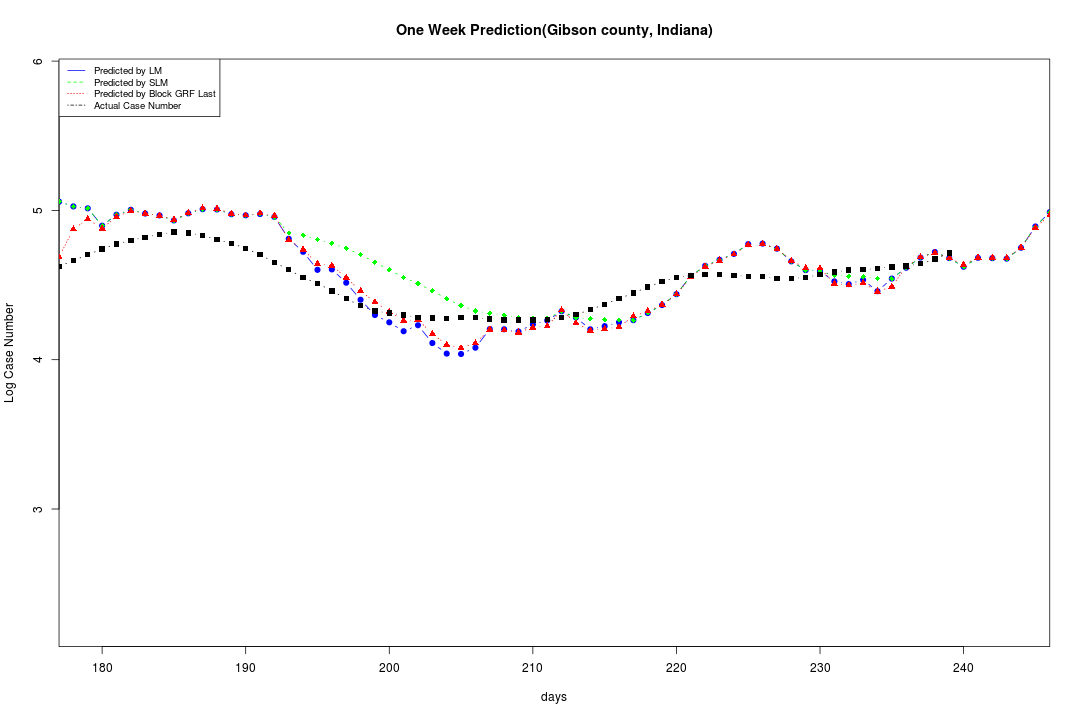 One Week Prediction(Gibson county, Indiana)
Predicted by LM
Predicted by SLM
Predicted by Block GRF Last
Actual Case Number
6
5
4
3
Log Case Number
180 190 200 210 220 230 240
days